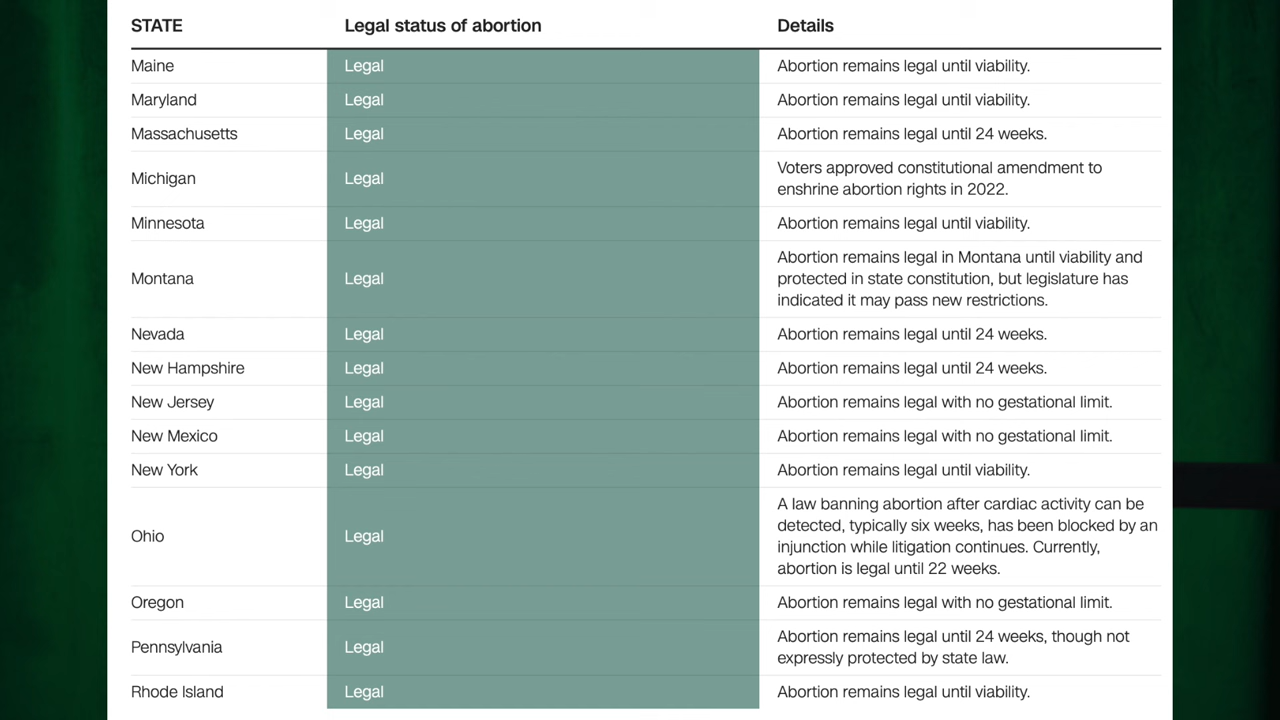 STATE Legal status of abortion Details
Maine Legal Abortion remains legal until viability.
Maryland Legal Abortion remains legal until viability.
Massachusetts Legal Abortion remains legal until 24 weeks.
Michigan Legal Voters approved constitutional amendment to
enshrine abortion rights in 2022.
Minnesota Legal Abortion remains legal until viability.
Montana Legal Abortion remains legal in Montana until viability and
protected in state constitution, but legislature has
indicated it may pass new restrictions.
Nevada Legal Abortion remains legal until 24 weeks.
New Hampshire Legal Abortion remains legal until 24 weeks.
New Jersey Legal Abortion remains legal with no gestational limit.
New Mexico Legal Abortion remains legal with no gestational limit.
New York Legal Abortion remains legal until viability.
Ohio Legal A law banning abortion after cardiac activity can be
detected, typically six weeks, has been blocked by an
injunction while litigation continues. Currently,
abortion is legal until 22 weeks.
Oregon Legal Abortion remains legal with no gestational limit.
Pennsylvania Legal Abortion remains legal until 24 weeks, though not
expressly protected by state law.
Rhode Island Legal Abortion remains legal until viability.